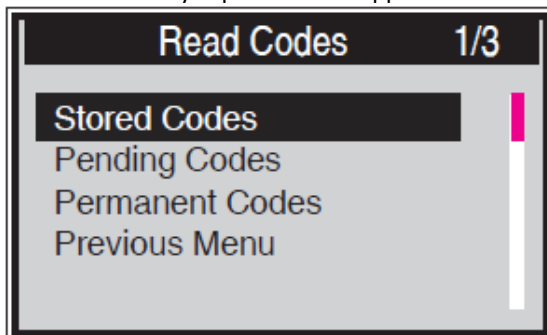 Read Codes 1/3
Stored Codes
Pending Codes
Permanent Codes
Previous Menu